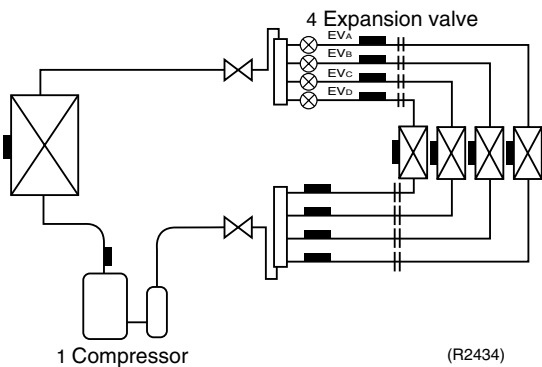 4 Expansion valve
EVA
EVB
EVC
EVD
1 Compressor
(R2434)